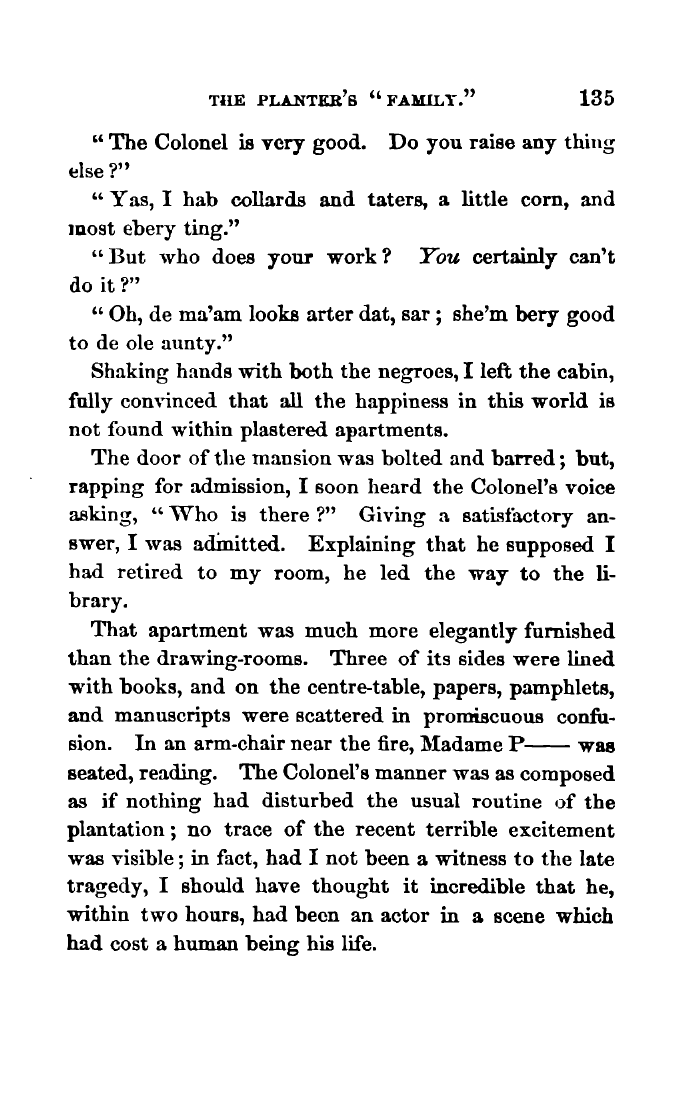 THE PLANTER'S “FAMILY.” 135
“The Colonel is very good. Do you raise any thing
else?”
“Yas, I hab collards and taters, a little corn, and
most ebery ting.”
“But who does your work? You certainly can't
do it?”
“Oh, de ma'am looks arter dat, sar; she'm bery good
to de ole aunty.”
Shaking hands with both the negroes, I left the cabin,
fully convinced that all the happiness in this world is
not found within plastered apartments.
The door of the mansion was bolted and barred; but,
rapping for admission, I soon heard the Colonel's voice
asking, “Who is there?” Giving a satisfactory an-
swer, I was admitted. Explaining that he supposed I
had retired to my room, he led the way to the li-
brary.
That apartment was much more elegantly furnished
than the drawing-rooms. Three of its sides were lined
with books, and on the centre-table, papers, pamphlets,
and manuscripts were scattered in promiscuous confu-
sion. In an arm-chair near the fire, Madame P—— was
seated, reading. The Colonel's manner was as composed
as if nothing had disturbed the usual routine of the
plantation; no trace of the recent terrible excitement
was visible; in fact, had I not been a witness to the late
tragedy, I should have thought it incredible that he,
within two hours, had been an actor in a scene which
had cost a human being his life.